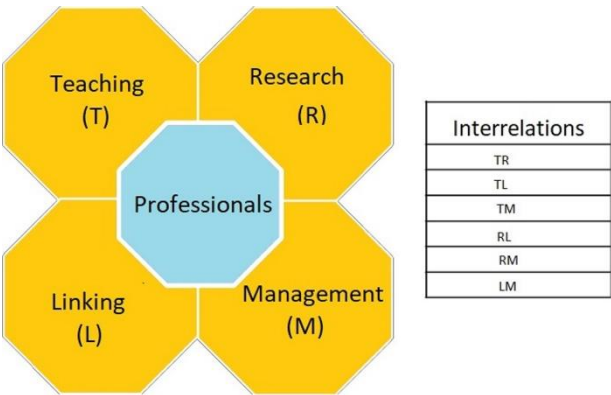 Teaching
(T)
Research
(R)
Professionals
Linking
(L)
Management
(M)
Interrelations
TR
TL
TM
RL
RM
LM